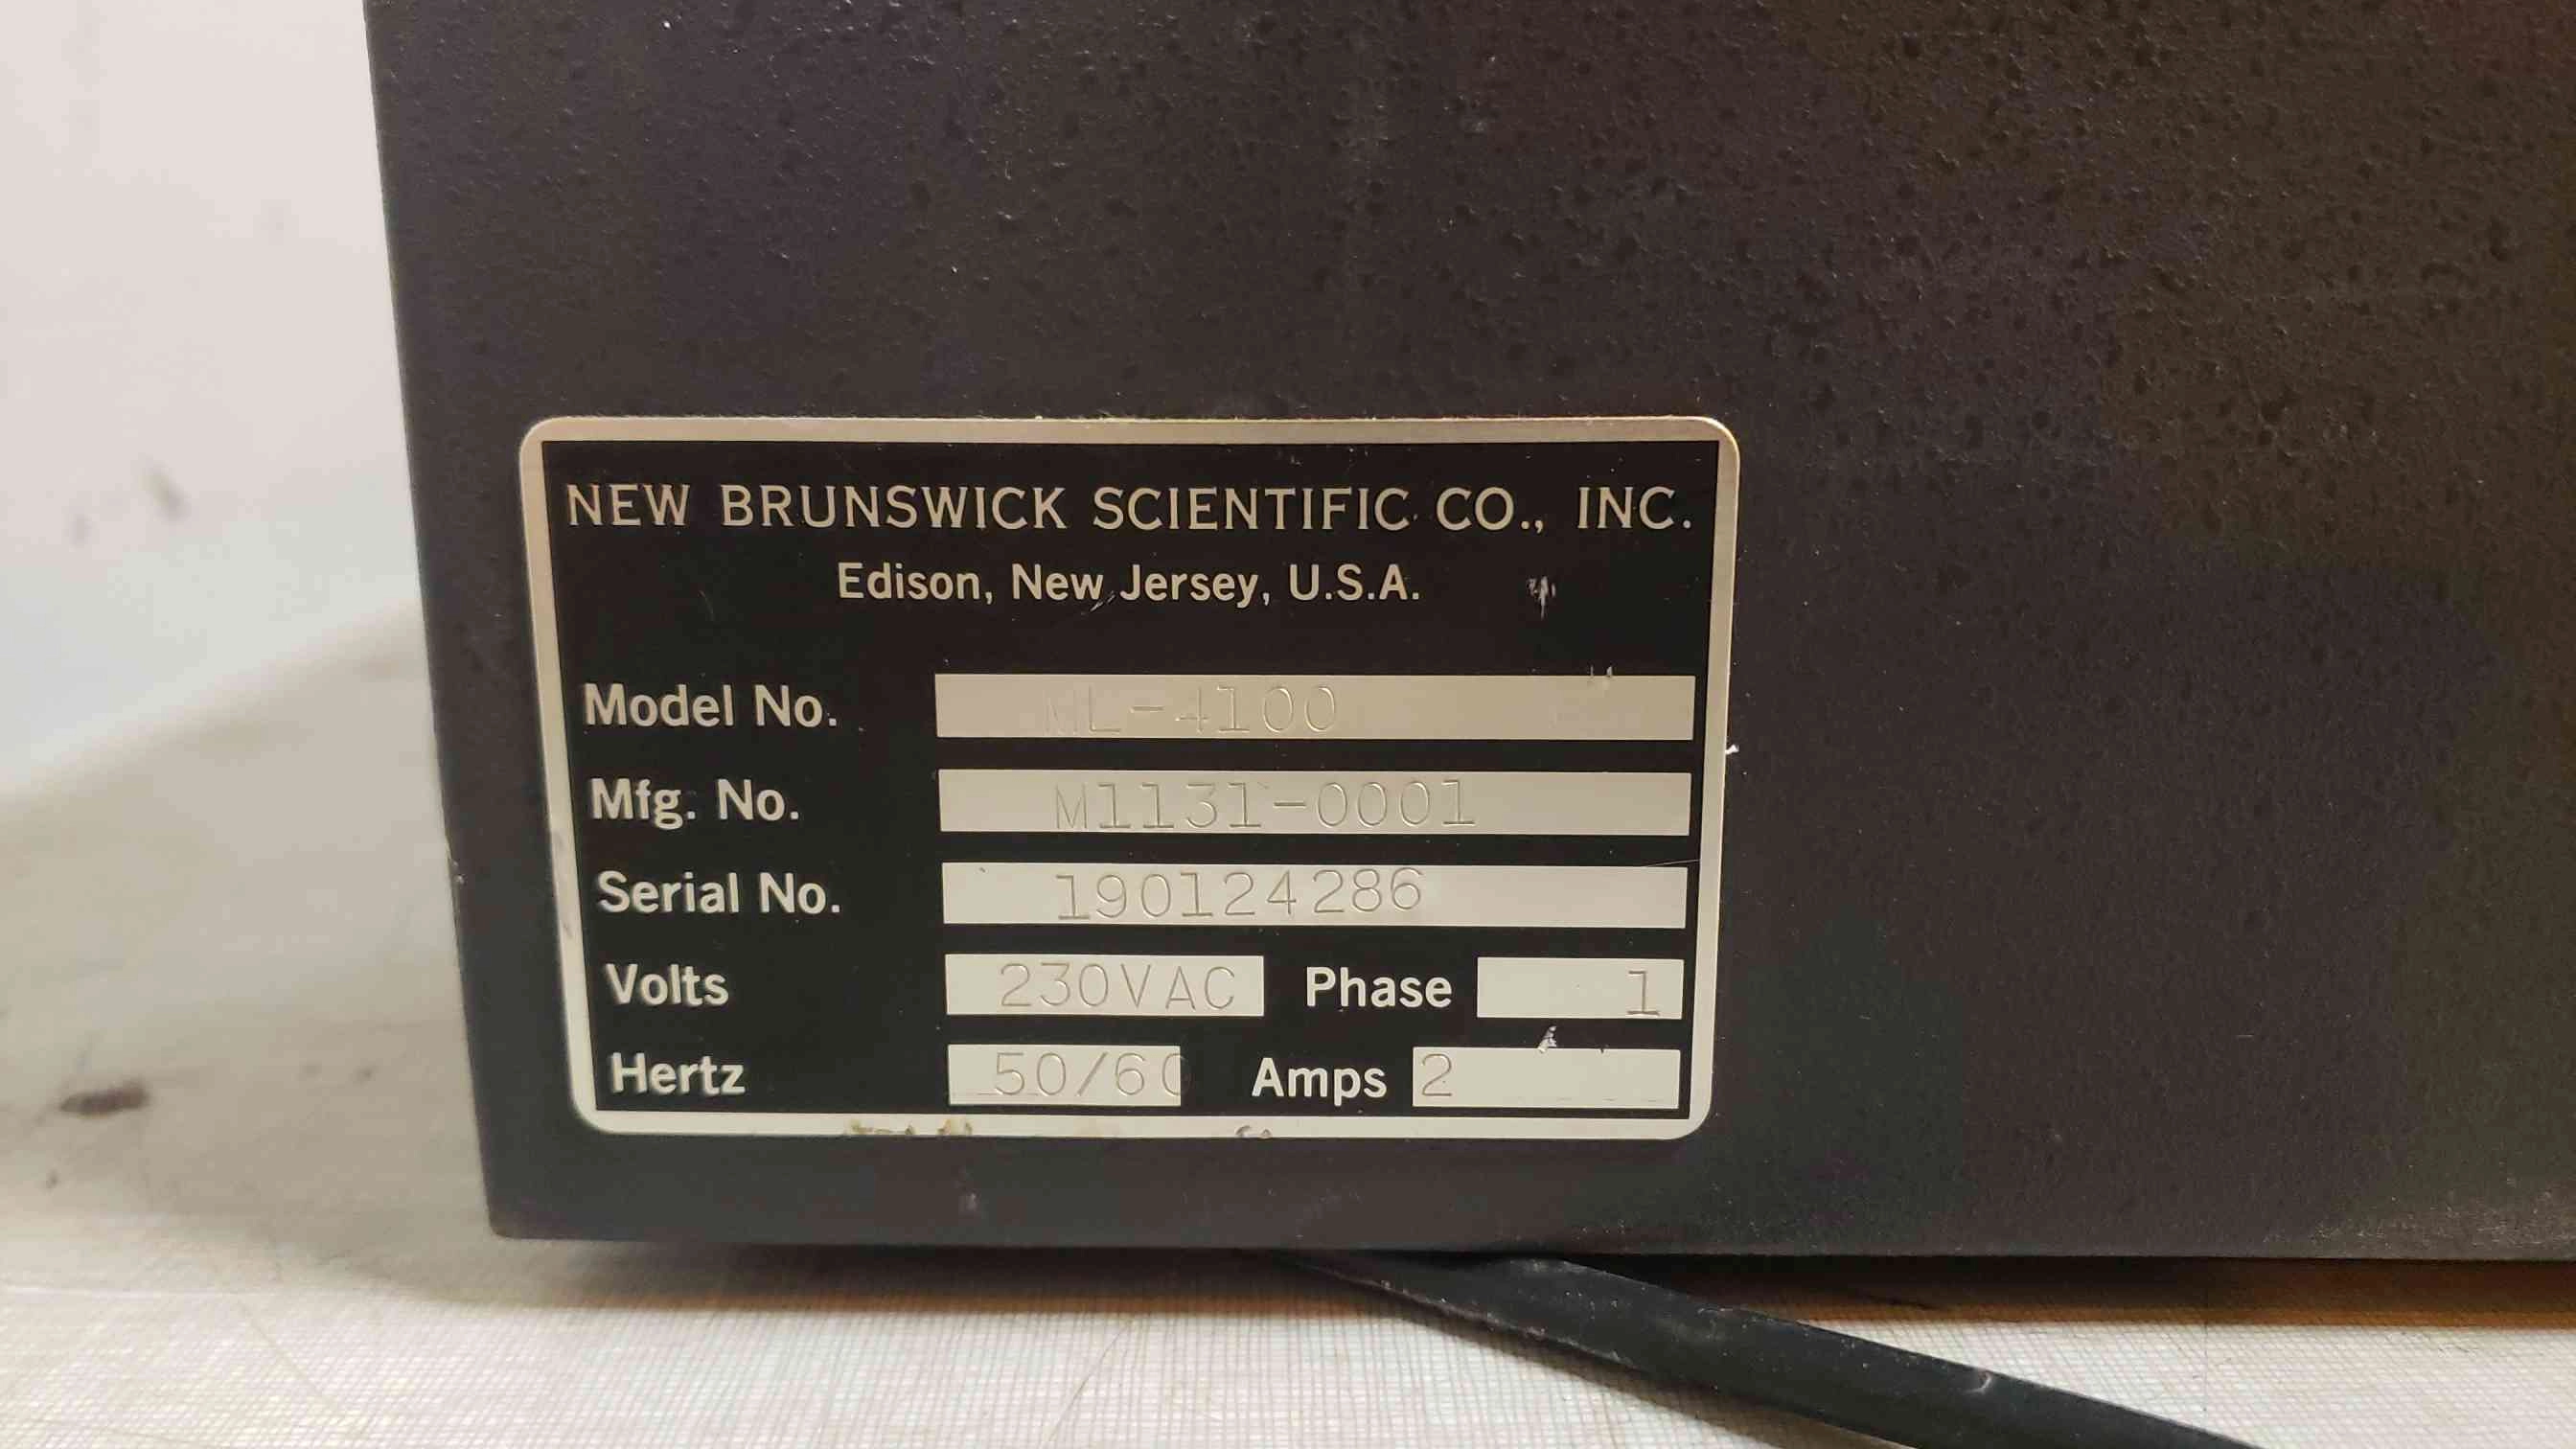 NEW BRUNSWICK SCIENTIFIC CO., INC.
Edison, New Jersey, U.S.A.
Model No. ML-4100
Mfg. No. M1131-0001
Serial No. 190124286
Volts 230VAC Phase 1
Hertz 50/60 Amps 2